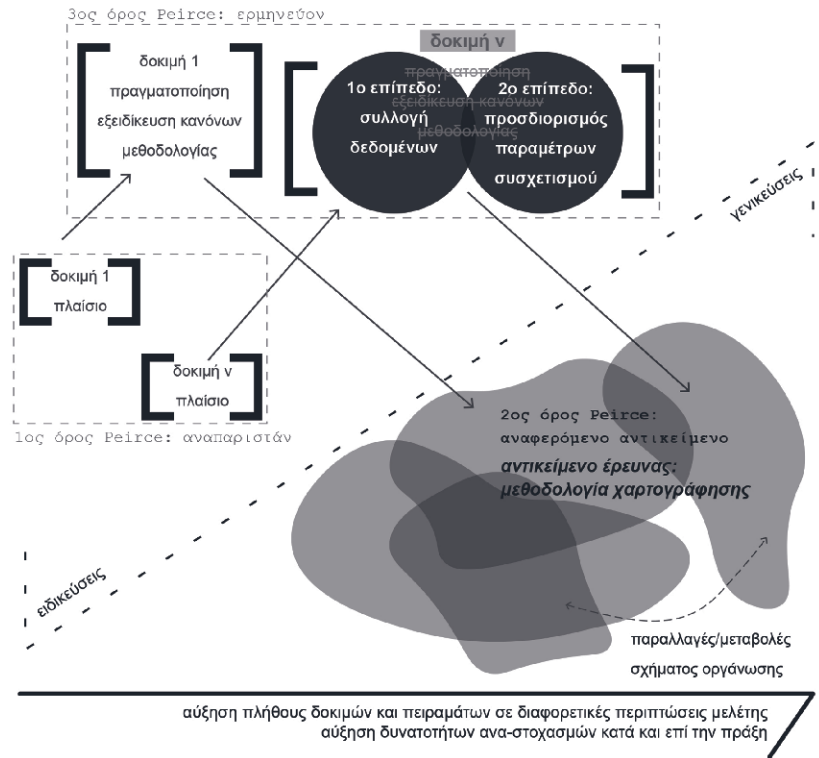 3ος όρος Peirce: ερμηνεύον
δοκιμή 1
πραγματοποίηση
εξειδίκευση κανόνων
μεθοδολογίας
δοκιμή ν
πραγματοποίηση
εξειδίκευση κανόνων
μεθοδολογίας
1ο επίπεδο:
συλλογή
δεδομένων
2ο επίπεδο:
προσδιορισμός
παραμέτρων
συσχετισμού
γενικεύσεις
δοκιμή 1
πλαίσιο
δοκιμή ν
πλαίσιο
1ος όρος Peirce: αναπαριστάν
2ος όρος Peirce:
αναφερόμενο αντικείμενο
αντικείμενο έρευνας:
μεθοδολογία χαρτογράφησης
ειδικεύσεις
παραλλαγές/μεταβολές
σχήματος οργάνωσης
αύξηση πλήθους δοκιμών και πειραμάτων σε διαφορετικές περιπτώσεις μελέτης
αύξηση δυνατοτήτων ανα-στοχασμών κατά και επί την πράξη